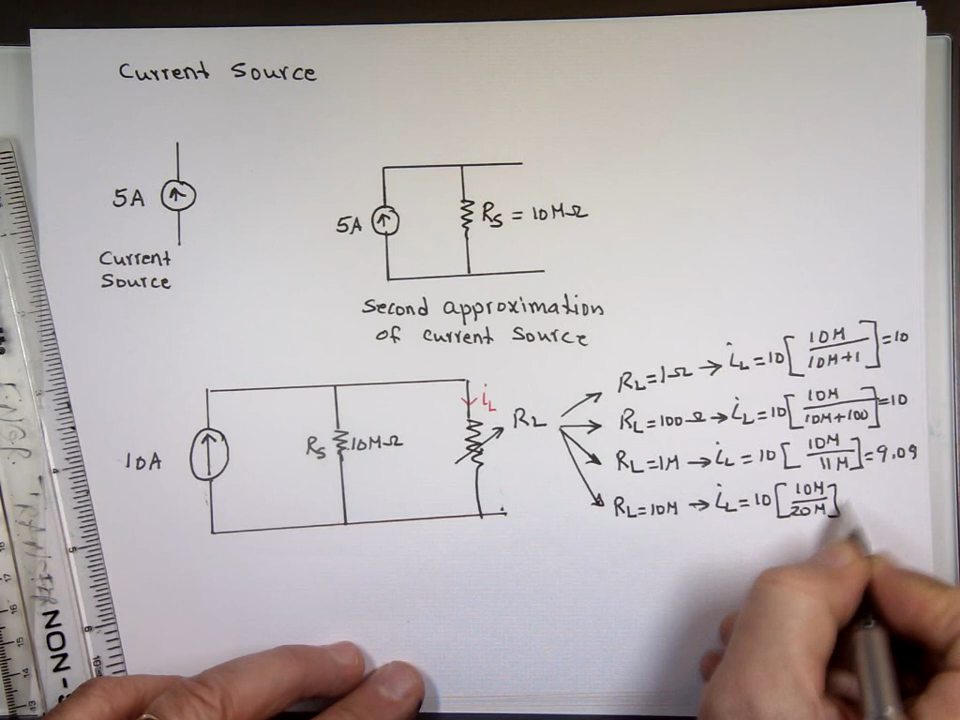 Current Source
5A
Current
Source
5A
RS = 10MΩ
Second approximation
of current Source
10A
RS
10MΩ
iL
RL
RL=1Ω → iL=10[10M/10M+1]=10
RL=100Ω → iL=10[10M/10M+100]=10
RL=1M → iL=10[10M/11M]=9.09
RL=10M → iL=10[10M/20M]
NON-S